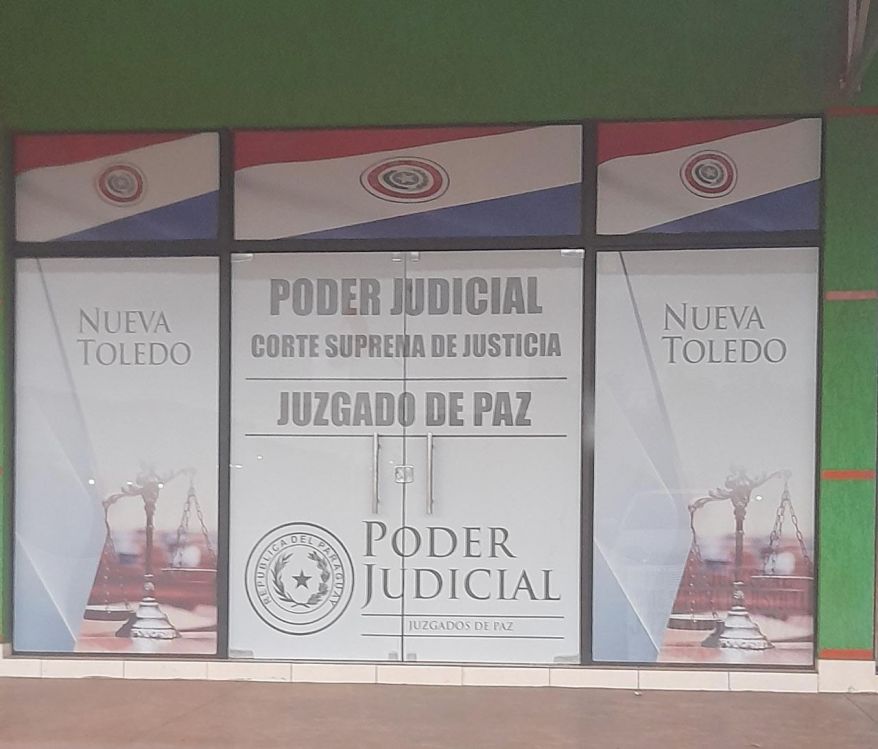 NUEVA
TOLEDO
PODER JUDICIAL
CORTE SUPREMA DE JUSTICIA
JUZGADO DE PAZ
REPUBLICA DEL PARAGUAY
PODER
JUDICIAL
JUZGADOS DE PAZ
NUEVA
TOLEDO